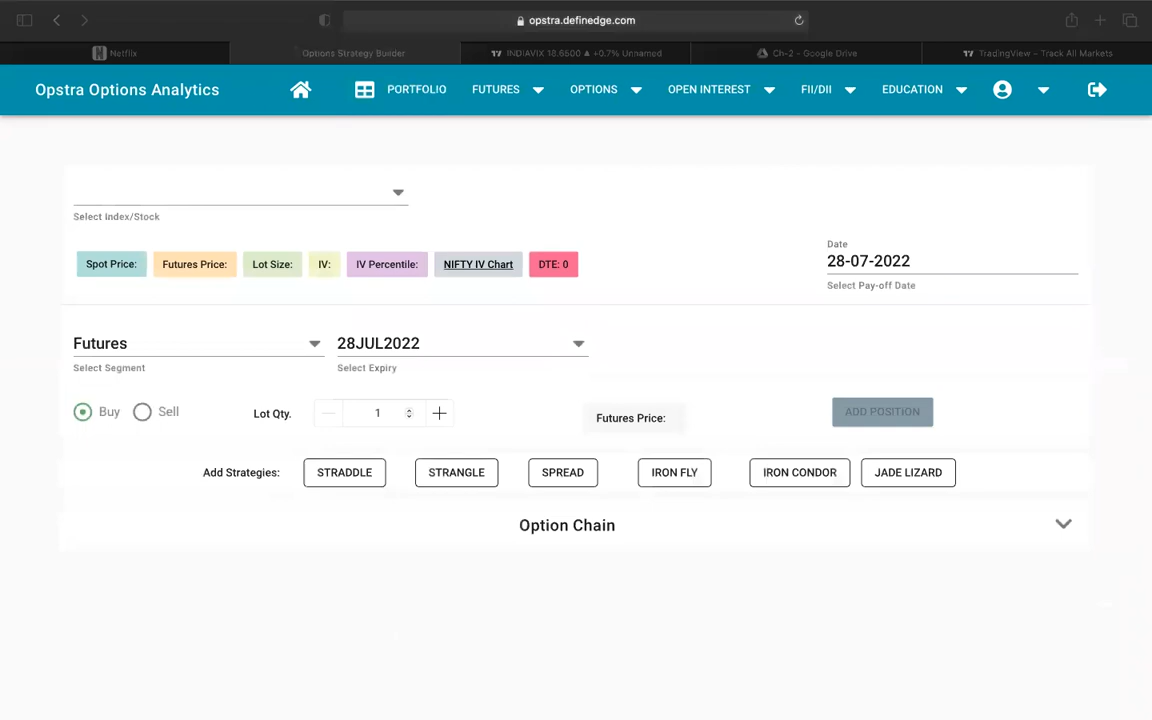 opstra.definedge.com
Netflix
Options Strategy Builder
INDIAVIX 18.6500 ▲ +0.7% Unnamed
Ch-2 - Google Drive
TradingView – Track All Markets
Opstra Options Analytics
PORTFOLIO
FUTURES
OPTIONS
OPEN INTEREST
FII/DII
EDUCATION
Select Index/Stock
Spot Price:
Futures Price:
Lot Size:
IV:
IV Percentile:
NIFTY IV Chart
DTE: 0
Date
28-07-2022
Select Pay-off Date
Futures
28JUL2022
Select Segment
Select Expiry
Buy
Sell
Lot Qty.
1
Futures Price:
ADD POSITION
Add Strategies:
STRADDLE
STRANGLE
SPREAD
IRON FLY
IRON CONDOR
JADE LIZARD
Option Chain